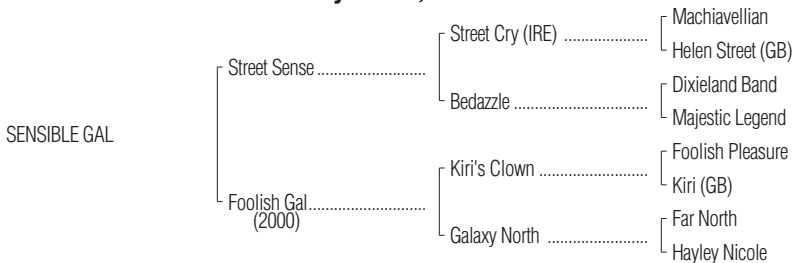 Machiavellian
Street Cry (IRE) ....................
Helen Street (GB)
Street Sense ..........................
Dixieland Band
Bedazzle .................................
Majestic Legend
SENSIBLE GAL
Foolish Pleasure
Kiri's Clown ..........................
Kiri (GB)
Foolish Gal............................
(2000)
Far North
Galaxy North ........................
Hayley Nicole